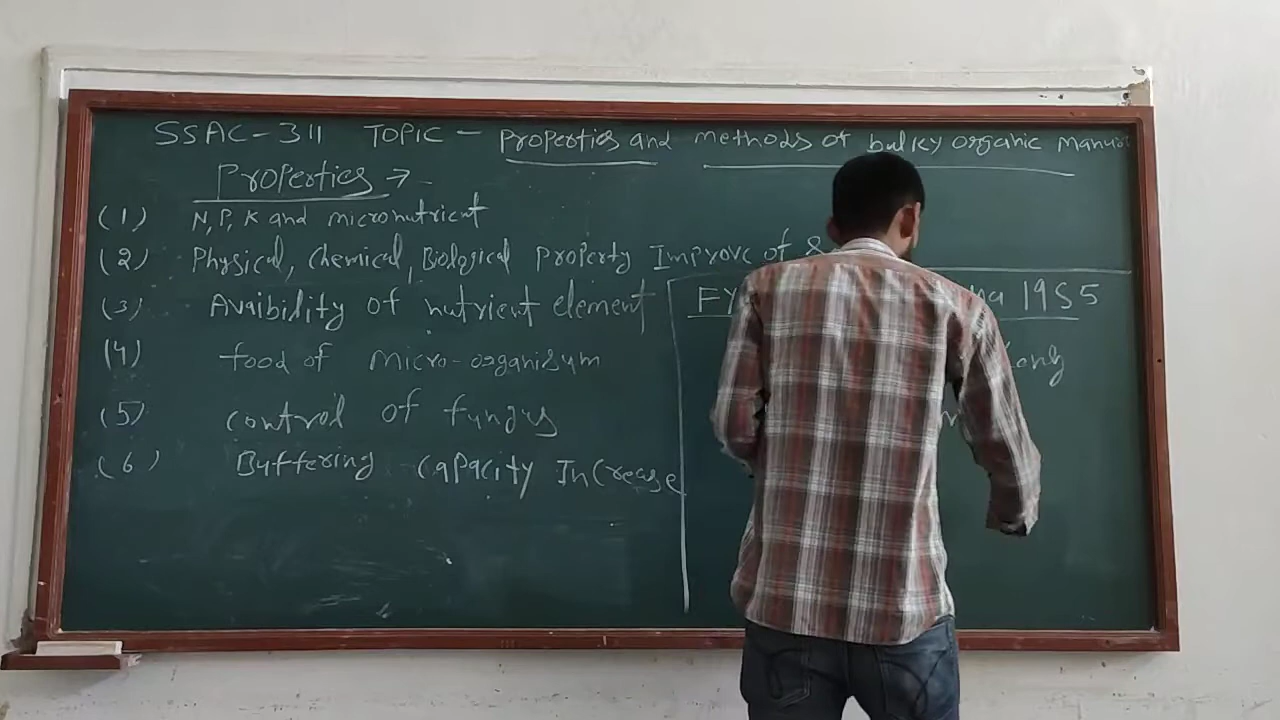 SSAC-311 TOPIC - Properties and methods of bulky organic
Properties →
(1) N, P, K and micronutrient
(2) Physical, Chemical, Biological Property Improve of
(3) Avaibility of nutrient element
(4) food of micro-organisum
(5) control of fungus
(6) Buffering capacity Increase
1955